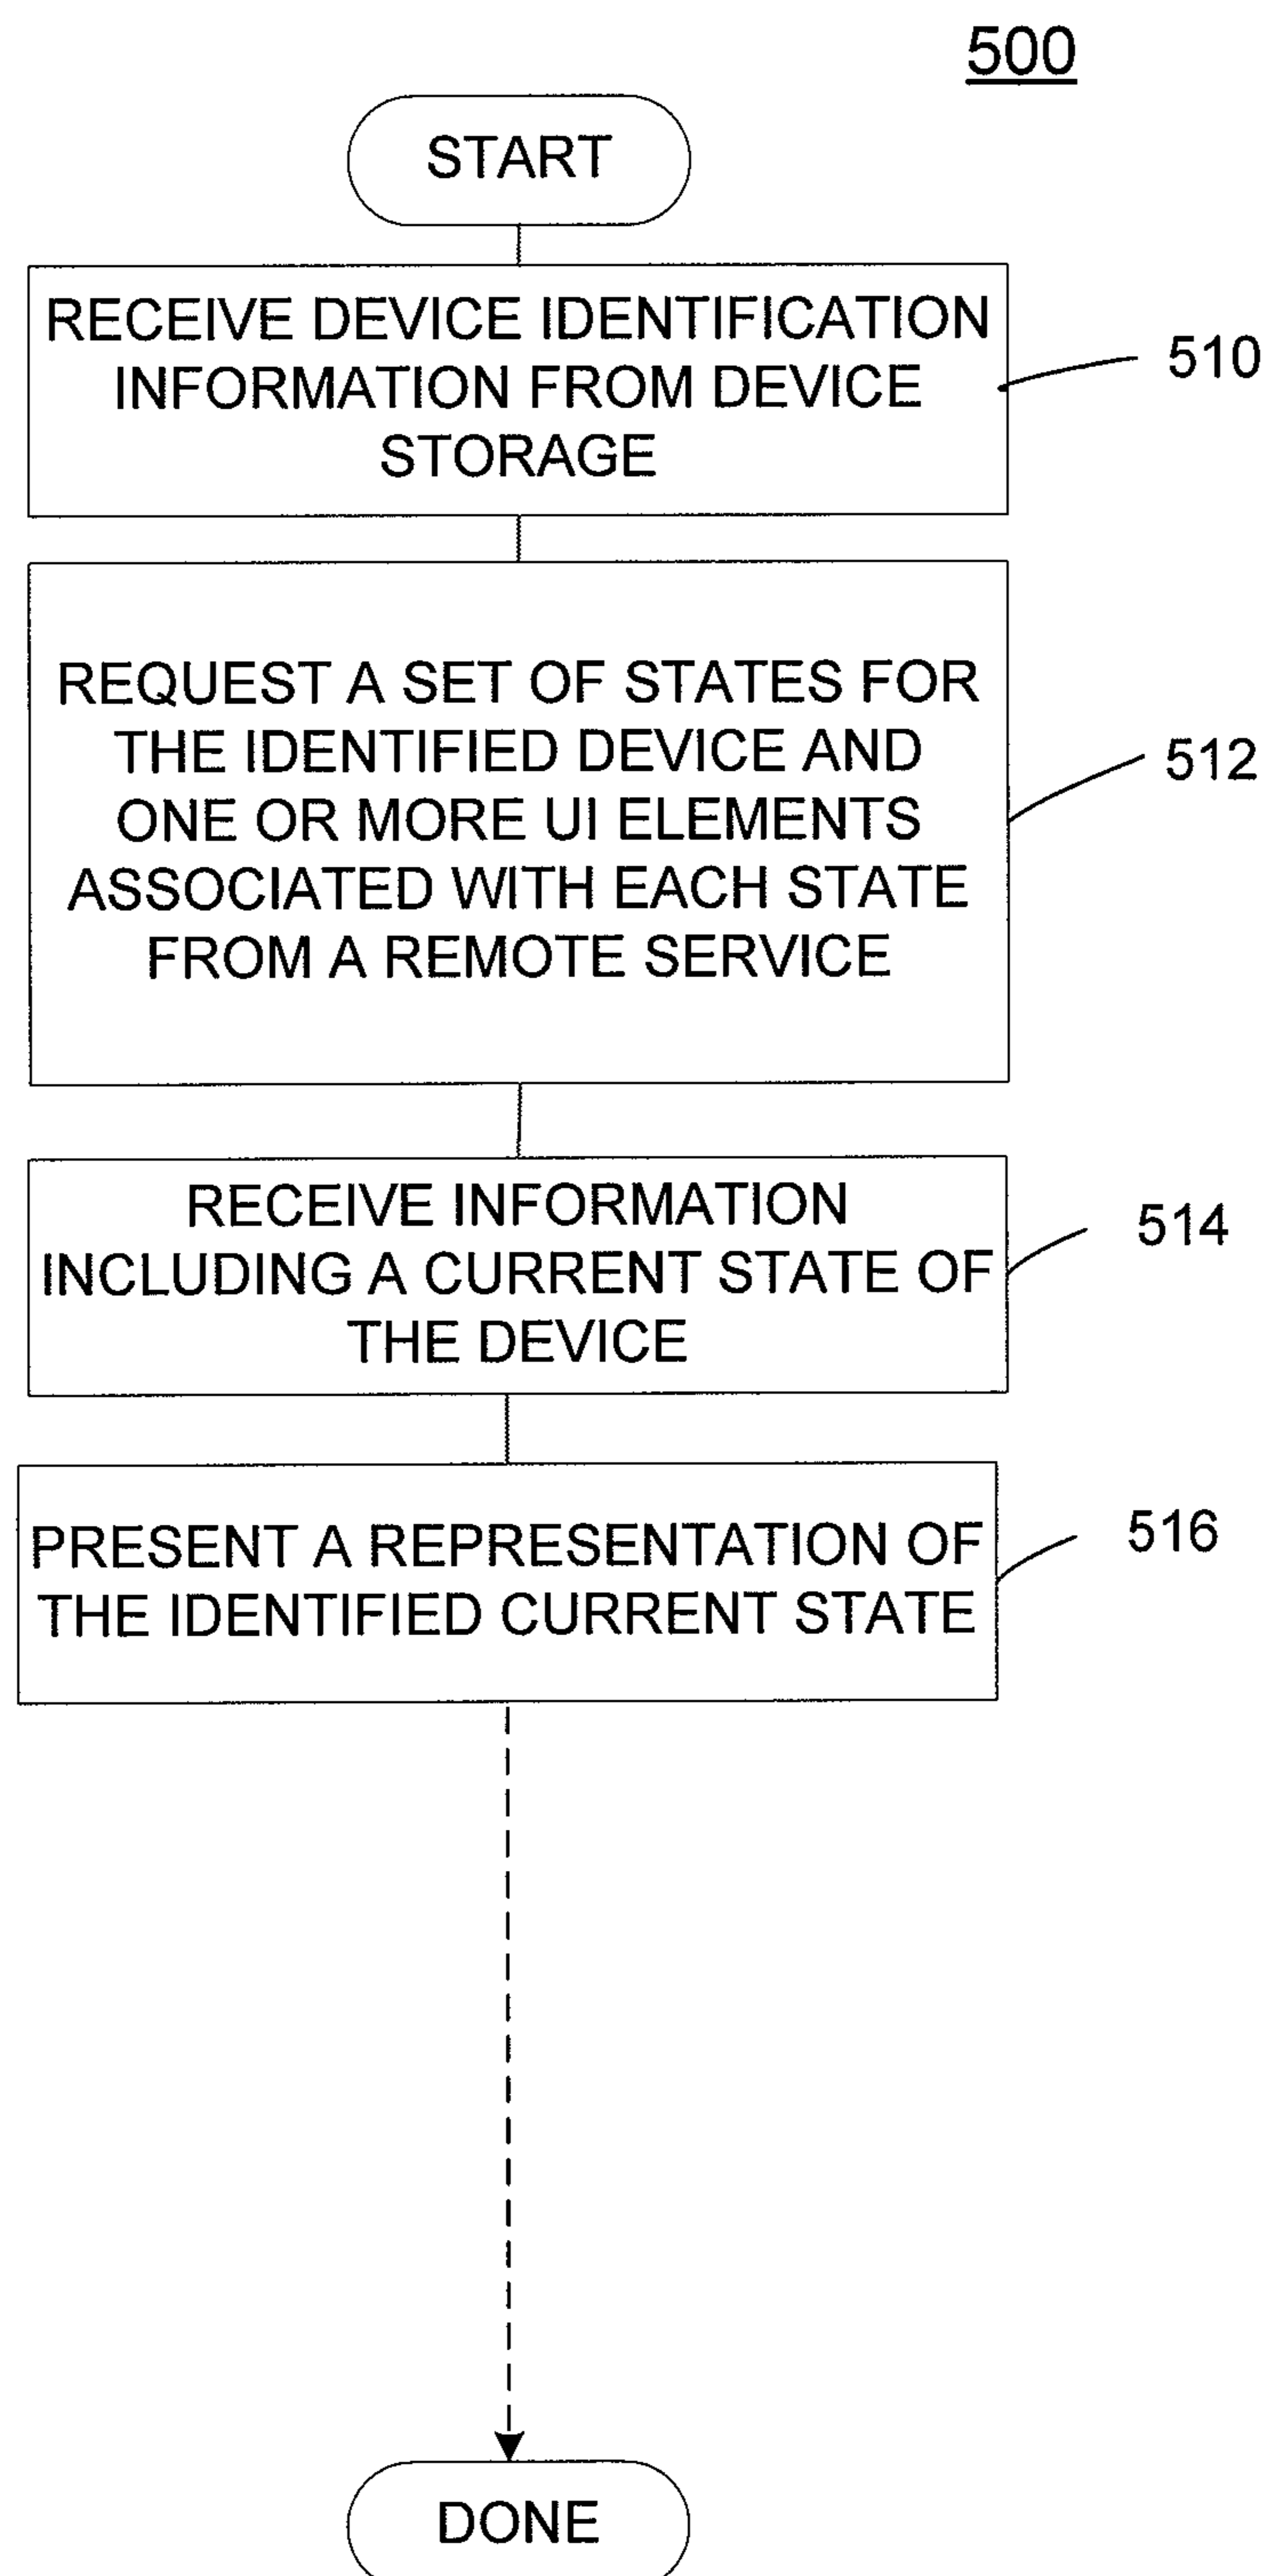 500
START
RECEIVE DEVICE IDENTIFICATION
INFORMATION FROM DEVICE
STORAGE
510
REQUEST A SET OF STATES FOR
THE IDENTIFIED DEVICE AND
ONE OR MORE UI ELEMENTS
ASSOCIATED WITH EACH STATE
FROM A REMOTE SERVICE
512
RECEIVE INFORMATION
INCLUDING A CURRENT STATE OF
THE DEVICE
514
PRESENT A REPRESENTATION OF
THE IDENTIFIED CURRENT STATE
516
DONE